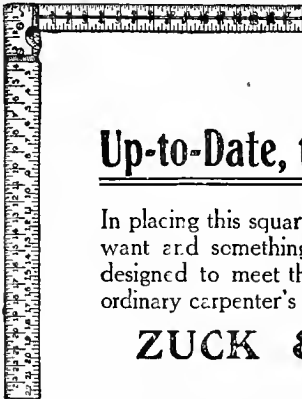 Up-to-Date, t
In placing this squar
want and something
designed to meet th
ordinary carpenter's
ZUCK &